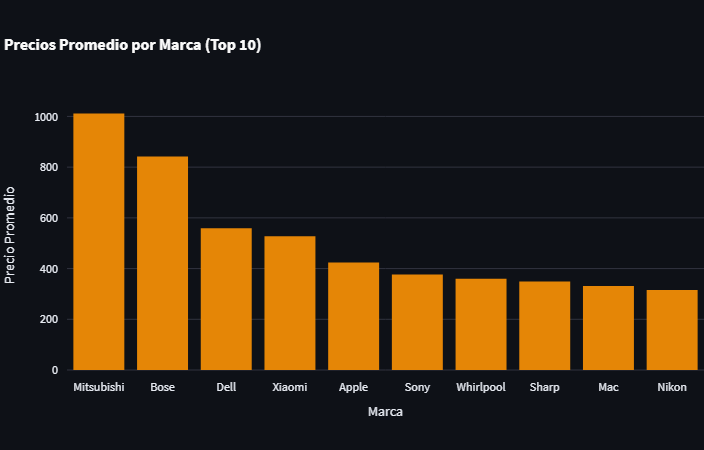 Precios Promedio por Marca (Top 10)
Precio Promedio
1000
800
600
400
200
0
Mitsubishi Bose Dell Xiaomi Apple Sony Whirlpool Sharp Mac Nikon
Marca